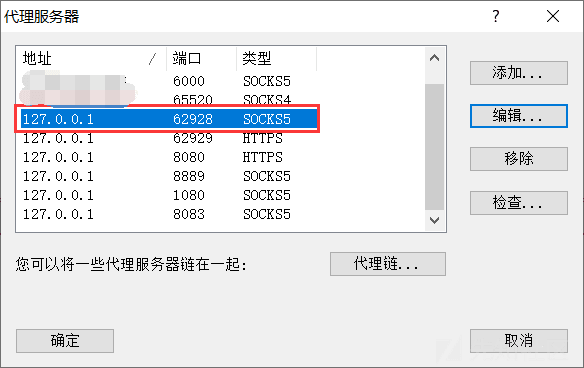 代理服务器 ?
地址 / 端口 类型
6000 SOCKS5
65520 SOCKS4
127.0.0.1 62928 SOCKS5
127.0.0.1 62929 HTTPS
127.0.0.1 8080 HTTPS
127.0.0.1 8889 SOCKS5
127.0.0.1 1080 SOCKS5
127.0.0.1 8083 SOCKS5
添加...
编辑...
移除
检查...
您可以将一些代理服务器链在一起:
代理链...
确定
取消